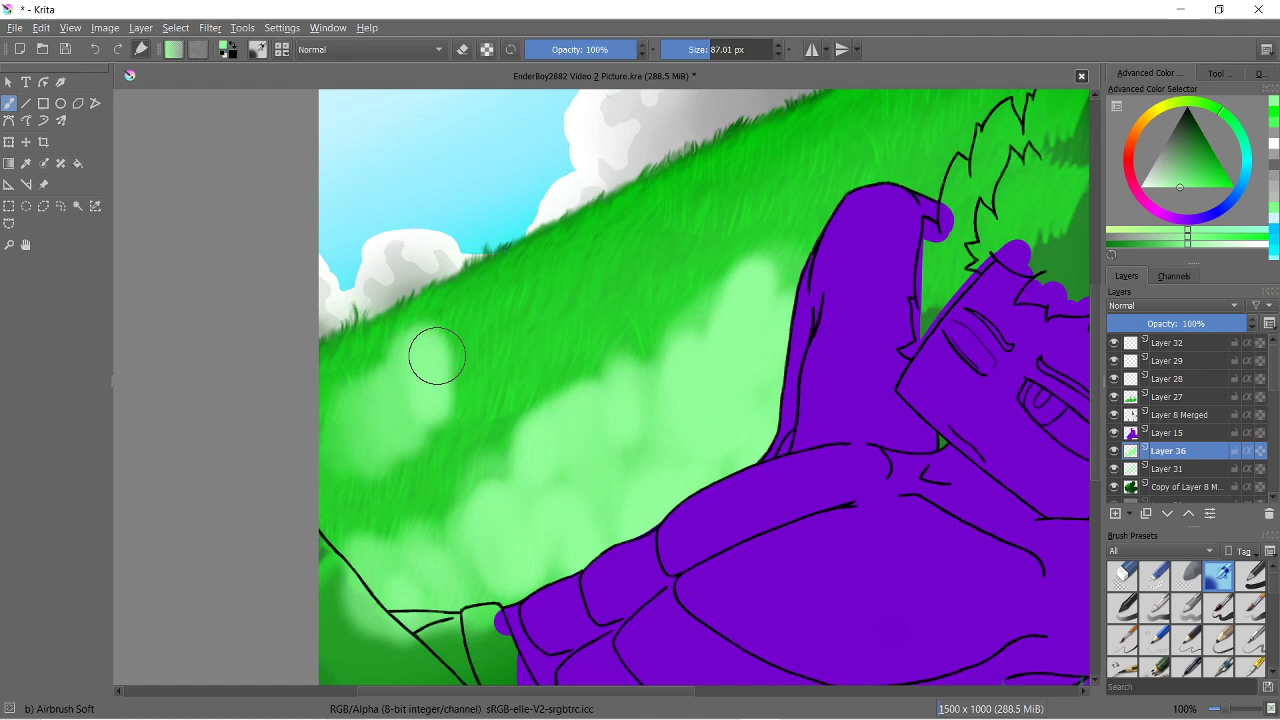 * - Krita
File Edit View Image Layer Select Filter Tools Settings Window Help
Normal Opacity: 100% Size: 87.01 px
EnderBoy2882 Video 2 Picture.kra (288.5 MiB) *
Advanced Color ... Tool ... O...
Advanced Color Selector
Layers Channels
Layers
Normal
Opacity: 100%
Layer 32
Layer 29
Layer 28
Layer 27
Layer 8 Merged
Layer 15
Layer 36
Layer 31
Copy of Layer 8 M...
Brush Presets
All Tag
Search
b) Airbrush Soft RGB/Alpha (8-bit integer/channel) sRGB-elle-V2-srgbtrc.icc 1500 x 1000 (288.5 MiB) 100%